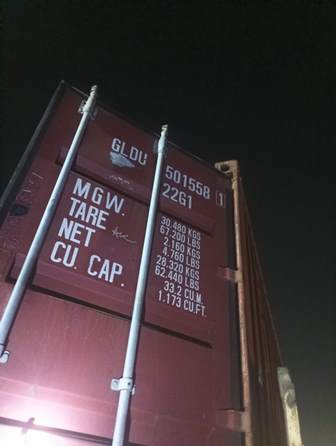 GLDU 501558 1
22G1
M.G.W. 30.480 KGS
67.200 LBS
TARE 2.160 KGS
4.760 LBS
NET 28.320 KGS
62.440 LBS
CU. CAP. 33.2 CU.M.
1.173 CU.FT.